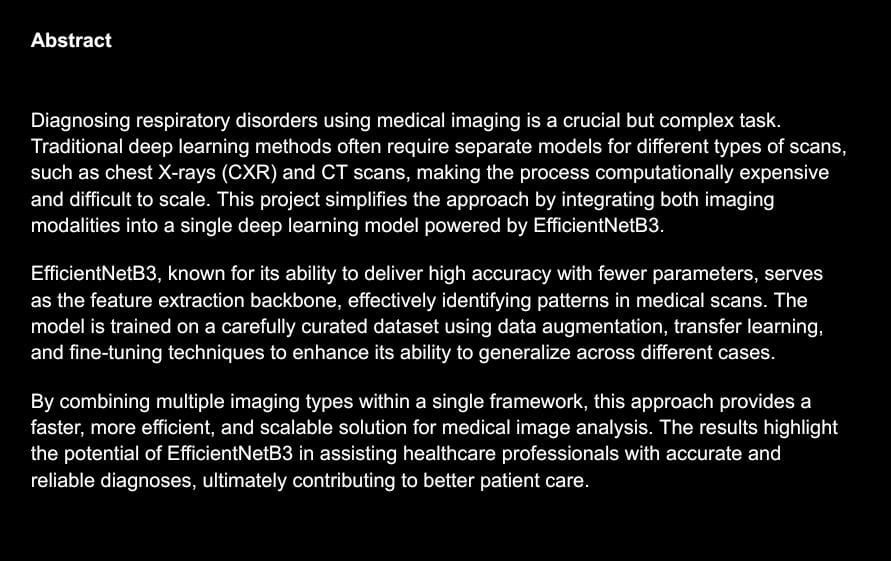 Abstract
Diagnosing respiratory disorders using medical imaging is a crucial but complex task.
Traditional deep learning methods often require separate models for different types of scans,
such as chest X-rays (CXR) and CT scans, making the process computationally expensive
and difficult to scale. This project simplifies the approach by integrating both imaging
modalities into a single deep learning model powered by EfficientNetB3.
EfficientNetB3, known for its ability to deliver high accuracy with fewer parameters, serves
as the feature extraction backbone, effectively identifying patterns in medical scans. The
model is trained on a carefully curated dataset using data augmentation, transfer learning,
and fine-tuning techniques to enhance its ability to generalize across different cases.
By combining multiple imaging types within a single framework, this approach provides a
faster, more efficient, and scalable solution for medical image analysis. The results highlight
the potential of EfficientNetB3 in assisting healthcare professionals with accurate and
reliable diagnoses, ultimately contributing to better patient care.